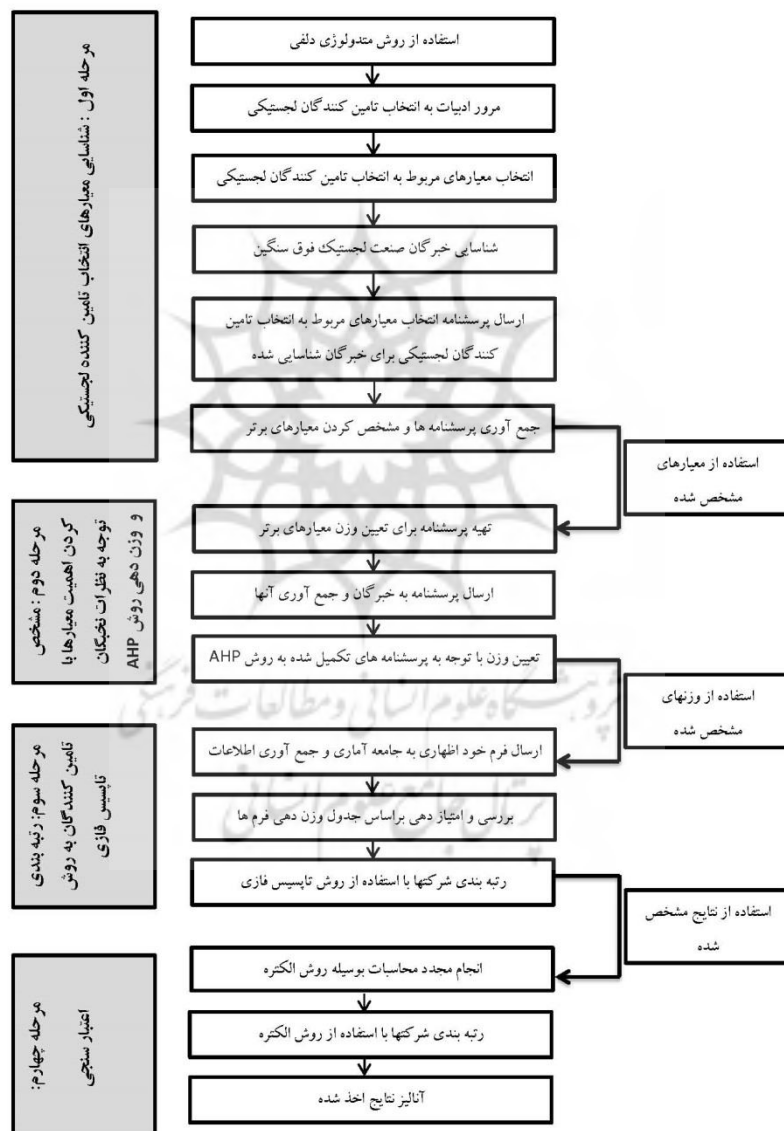 مرحله اول : شناسایی معیارهای انتخاب تامین کننده لجستیکی
استفاده از روش متدولوژی دلفی
مرور ادبیات به انتخاب تامین کنندگان لجستیکی
انتخاب معیارهای مربوط به انتخاب تامین کنندگان لجستیکی
شناسایی خبرگان صنعت لجستیک فوق سنگین
ارسال پرسشنامه انتخاب معیارهای مربوط به انتخاب تامین
کنندگان لجستیکی برای خبرگان شناسایی شده
جمع آوری پرسشنامه ها و مشخص کردن معیارهای برتر
استفاده از معیارهای
مشخص شده
مرحله دوم : مشخص
کردن اهمیت معیارها با
توجه به نظرات نخبگان
و وزن دهی روش AHP
تهیه پرسشنامه برای تعیین وزن معیارهای برتر
ارسال پرسشنامه به خبرگان و جمع آوری آنها
تعیین وزن با توجه به پرسشنامه های تکمیل شده به روش AHP
استفاده از وزنهای
مشخص شده
پژوهشگاه علوم انسانی و مطالعات فرهنگی
مرحله سوم: رتبه بندی
تامین کنندگان به روش
تاپسیس فازی
ارسال فرم خود اظهاری به جامعه آماری و جمع آوری اطلاعات
پرتال جامع علوم انسانی
بررسی و امتیاز دهی براساس جدول وزن دهی فرم ها
رتبه بندی شرکتها با استفاده از روش تاپسیس فازی
استفاده از نتایج مشخص
شده
مرحله چهارم:
اعتبار سنجی
انجام مجدد محاسبات بوسیله روش الکتره
رتبه بندی شرکتها با استفاده از روش الکتره
آنالیز نتایج اخذ شده